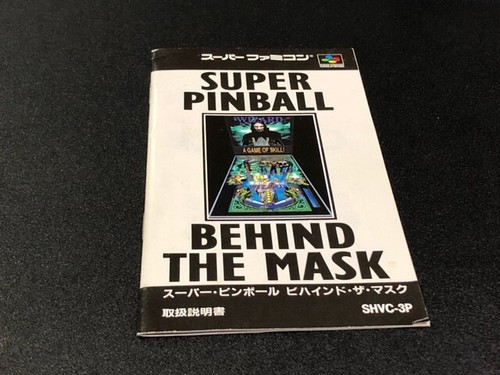 スーパーファミコン
SUPER
PINBALL
WIZARD
A GAME OF SKILL!
BEHIND
THE MASK
スーパー・ピンボール ビハインド・ザ・マスク
取扱説明書 SHVC-3P